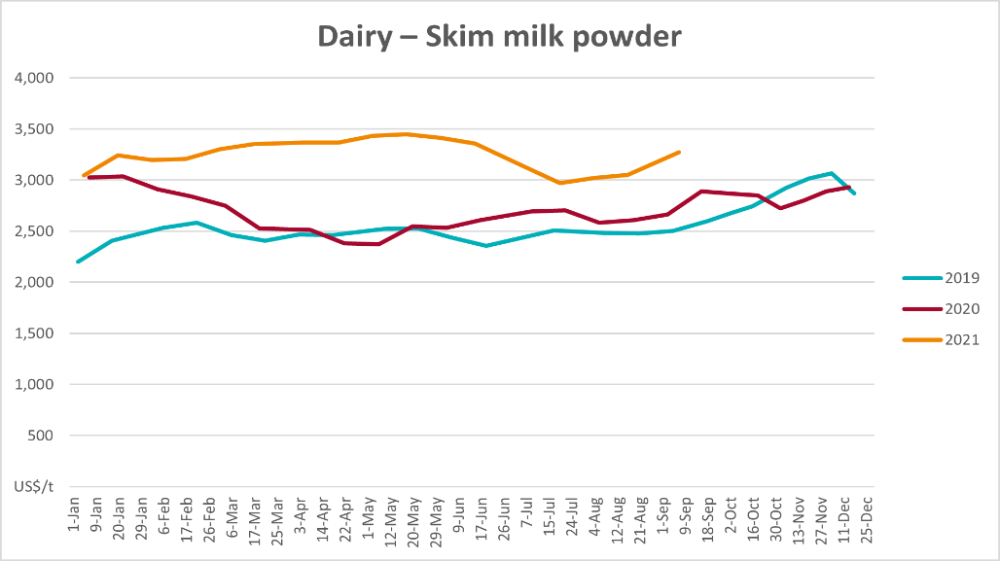 Dairy – Skim milk powder
4,000
3,500
3,000
2,500
2,000
1,500
1,000
500
US$/t
1-Jan
9-Jan
20-Jan
29-Jan
6-Feb
17-Feb
26-Feb
6-Mar
17-Mar
25-Mar
3-Apr
14-Apr
22-Apr
1-May
12-May
20-May
29-May
9-Jun
17-Jun
26-Jun
7-Jul
15-Jul
24-Jul
4-Aug
12-Aug
21-Aug
1-Sep
9-Sep
18-Sep
2-Oct
16-Oct
30-Oct
13-Nov
27-Nov
11-Dec
25-Dec
2019
2020
2021